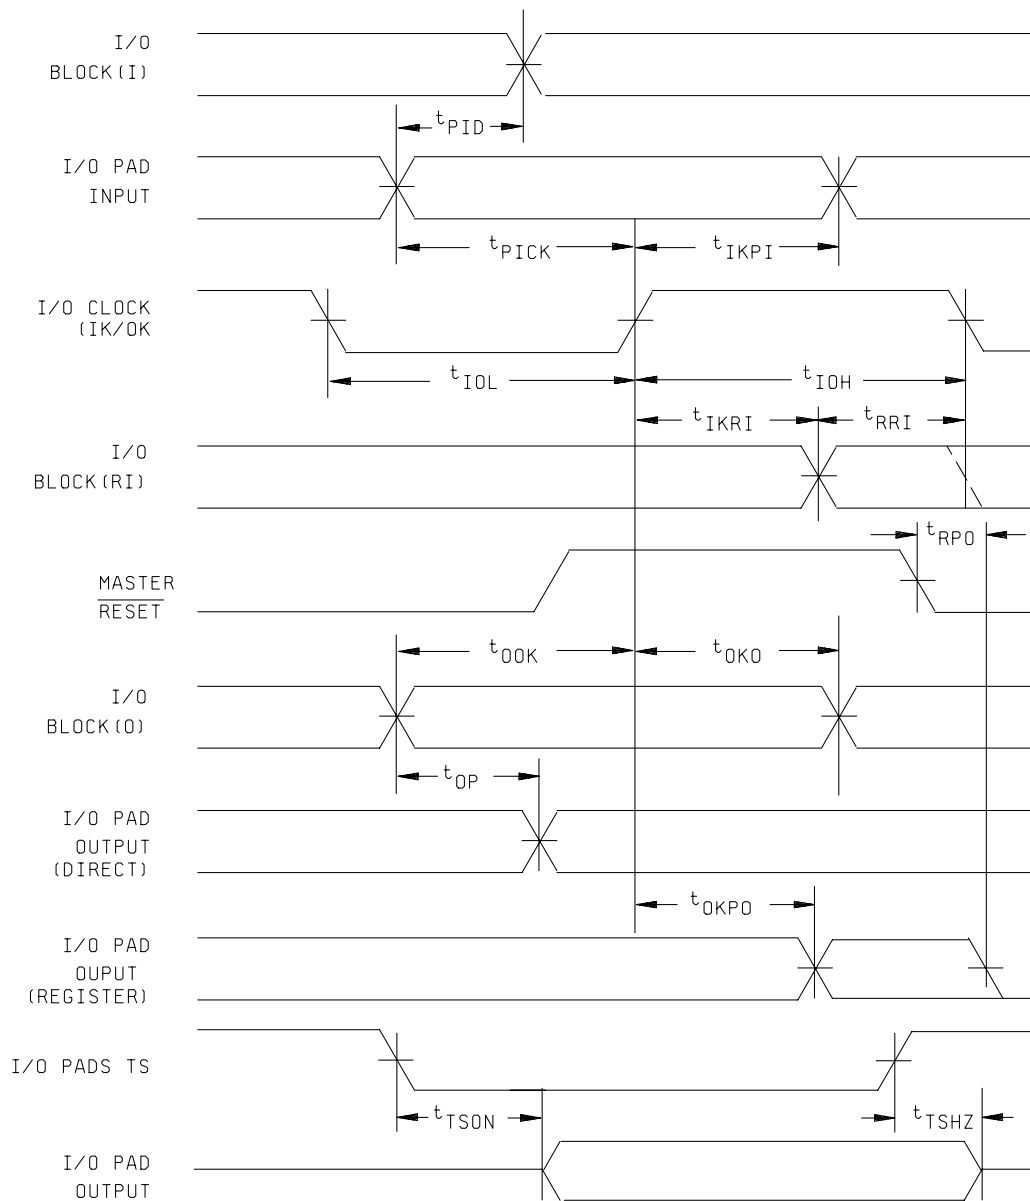 I/O
BLOCK(I)
tPID
I/O PAD
INPUT
tPICK
tIKPI
I/O CLOCK
(IK/OK
tIOL
tIOH
tIKRI
tRRI
I/O
BLOCK(RI)
tRPO
MASTER
RESET
tOOK
tOKO
I/O
BLOCK(O)
tOP
I/O PAD
OUTPUT
(DIRECT)
tOKPO
I/O PAD
OUPUT
(REGISTER)
I/O PADS TS
tTSON
tTSHZ
I/O PAD
OUTPUT